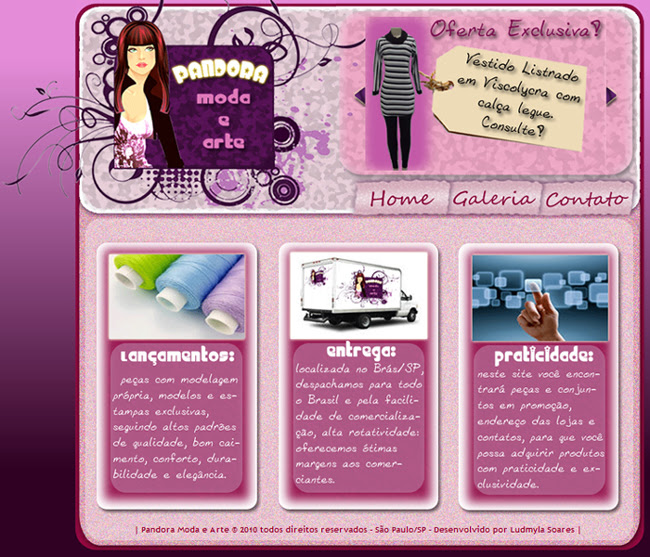 PANDORA
moda
e
arte
Oferta Exclusiva?
Vestido Listrado
em Viscolycra com
calça legue.
Consulte?
Home Galeria Contato
Lançamentos:
peças com modelagem
própria, modelos e es-
tampas exclusivas,
seguindo altos padrões
de qualidade, bom cai-
mento, conforto, dura-
bilidade e elegância.
entrega:
localizada no Brás/SP,
despachamos para todo
o Brasil e pela facili-
dade de comercializa-
ção, alta rotatividade:
oferecemos ótimas
margens aos comer-
ciantes.
praticidade:
neste site você encon-
trará peças e conjun-
tos em promoção,
endereço das lojas e
contatos, para que você
possa adquirir produtos
com praticidade e ex-
clusividade.
| Pandora Moda e Arte © 2010 todos direitos reservados - São Paulo/SP - Desenvolvido por Ludmyla Soares |